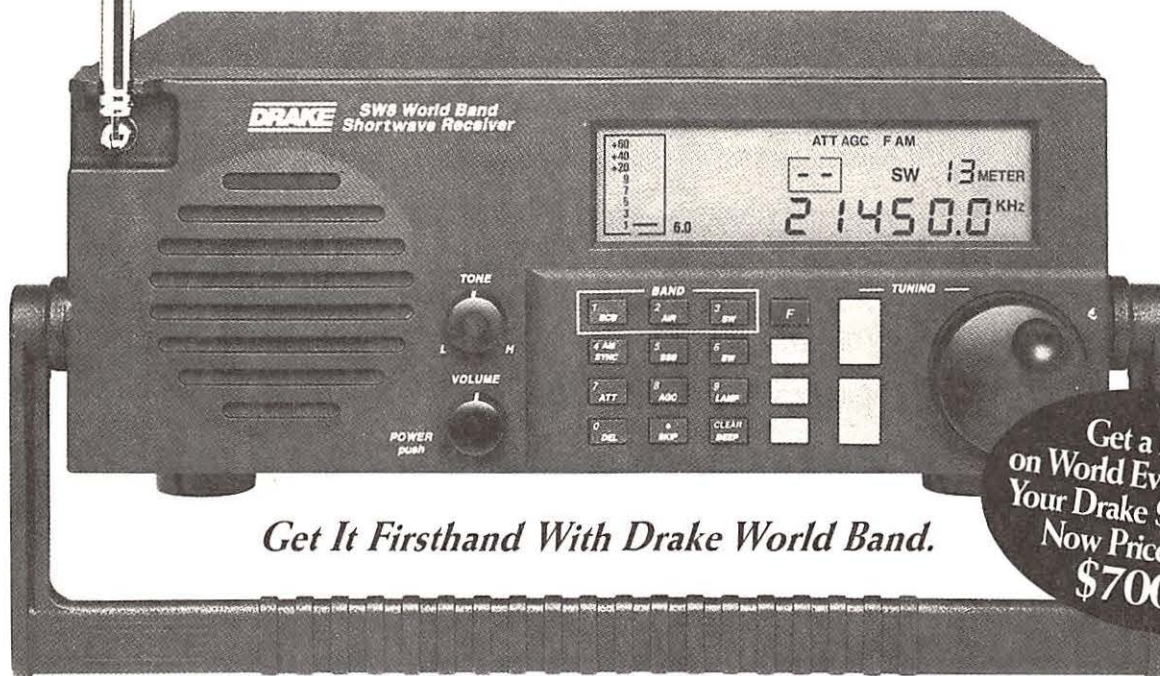 DRAKE
SW8 World Band
Shortwave Receiver
+60
+40
+20
9
7
5
3
1
6.0
ATT AGC F AM
-- SW 13 METER
21450.0 KHz
TONE
L H
VOLUME
POWER
push
BAND
1 BCB
2 AIR
3 SW
F
4 AM
SYNC
5 SSB
6 BW
7 ATT
8 AGC
9 LAMP
0 DEL
• SKIP
CLEAR
BEEP
TUNING
Get a
on World
Your Drake
Now
$700
Get It Firsthand With Drake World Band.